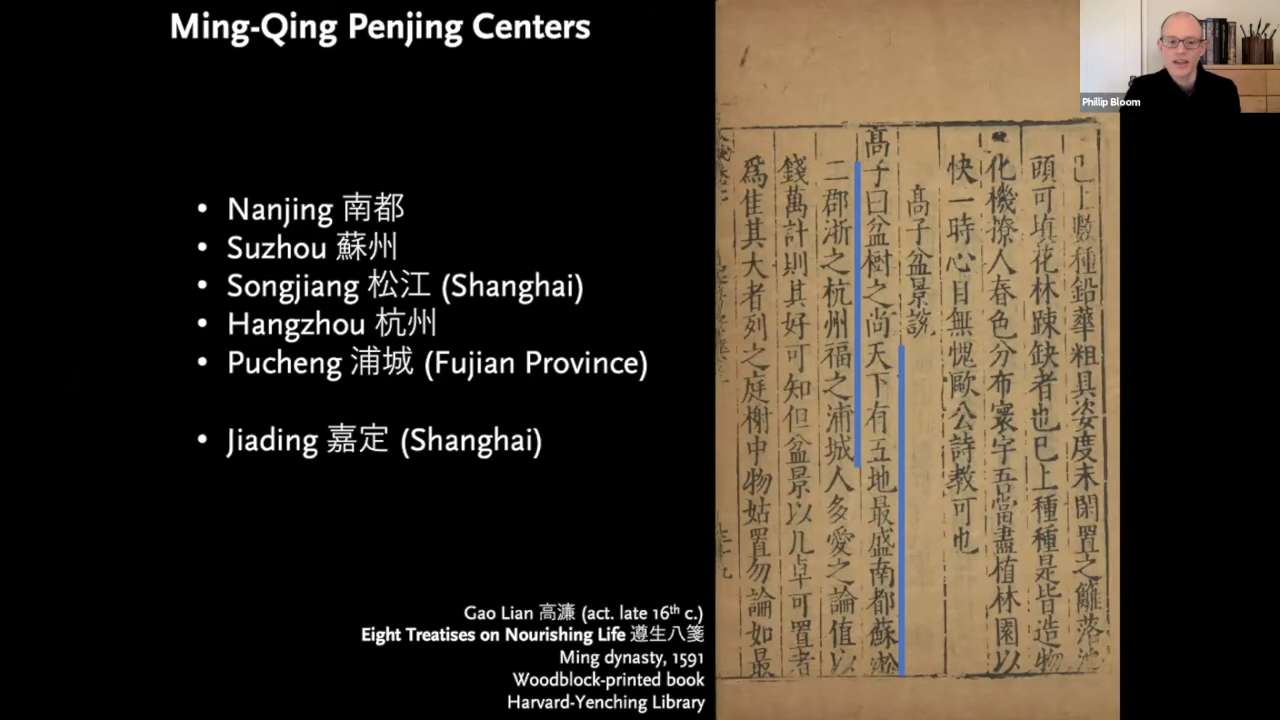 Ming-Qing Penjing Centers
• Nanjing 南都
• Suzhou 蘇州
• Songjiang 松江 (Shanghai)
• Hangzhou 杭州
• Pucheng 浦城 (Fujian Province)
• Jiading 嘉定 (Shanghai)
Gao Lian 高濂 (act. late 16th c.)
Eight Treatises on Nourishing Life 遵生八箋
Ming dynasty, 1591
Woodblock-printed book
Harvard-Yenching Library
已上數種鉛華粗具姿度未閑置之籬落池
頭可填花林踈缺者也已上種種是皆造物
化機撩人春色分布寰宇吾當盡植林園以
快一時心目無愧歐公詩教可也
髙子盆景說
髙子曰盆樹之尚天下有五地最盛南都蘇淞
二郡浙之杭州福之浦城人多愛之論值以
錢萬計則其好可知但盆景以几卓可置者
爲佳其大者列之庭榭中物姑置勿論如最
Phillip Bloom